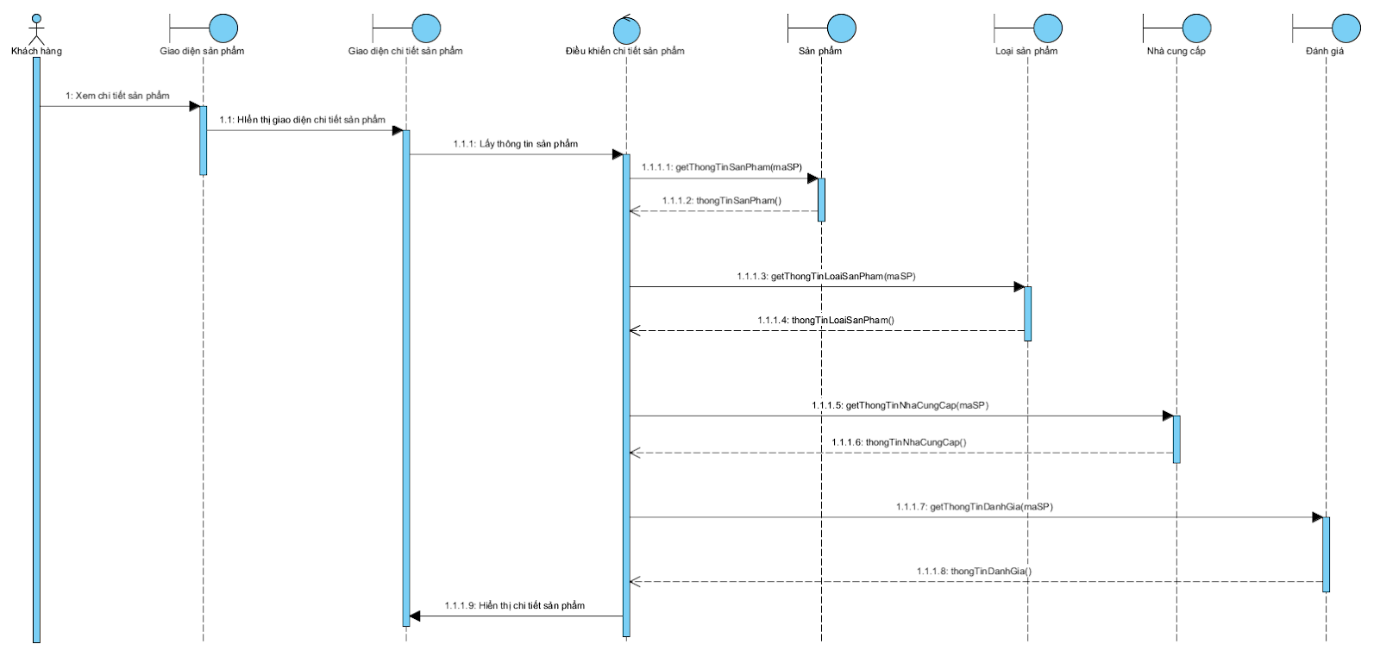 Khách hàng
Giao diện sản phẩm
Giao diện chi tiết sản phẩm
Điều khiển chi tiết sản phẩm
Sản phẩm
Loại sản phẩm
Nhà cung cấp
Đánh giá
1: Xem chi tiết sản phẩm
1.1: Hiển thị giao diện chi tiết sản phẩm
1.1.1: Lấy thông tin sản phẩm
1.1.1.1: getThongTinSanPham(maSP)
1.1.1.2: thongTinSanPham()
1.1.1.3: getThongTinLoaiSanPham(maSP)
1.1.1.4: thongTinLoaiSanPham()
1.1.1.5: getThongTinNhaCungCap(maSP)
1.1.1.6: thongTinNhaCungCap()
1.1.1.7: getThongTinDanhGia(maSP)
1.1.1.8: thongTinDanhGia()
1.1.1.9: Hiển thị chi tiết sản phẩm